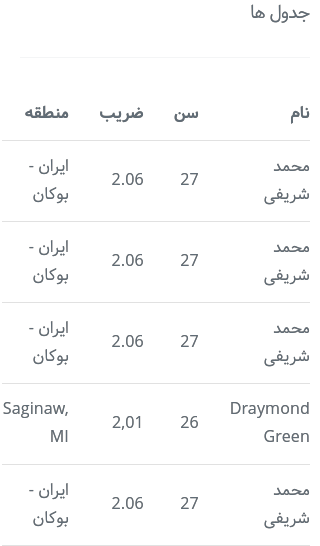 جدول ها
نام سن ضریب منطقه
محمد شریفی 27 2.06 ایران - بوکان
محمد شریفی 27 2.06 ایران - بوکان
محمد شریفی 27 2.06 ایران - بوکان
Draymond Green 26 2,01 Saginaw, MI
محمد شریفی 27 2.06 ایران - بوکان